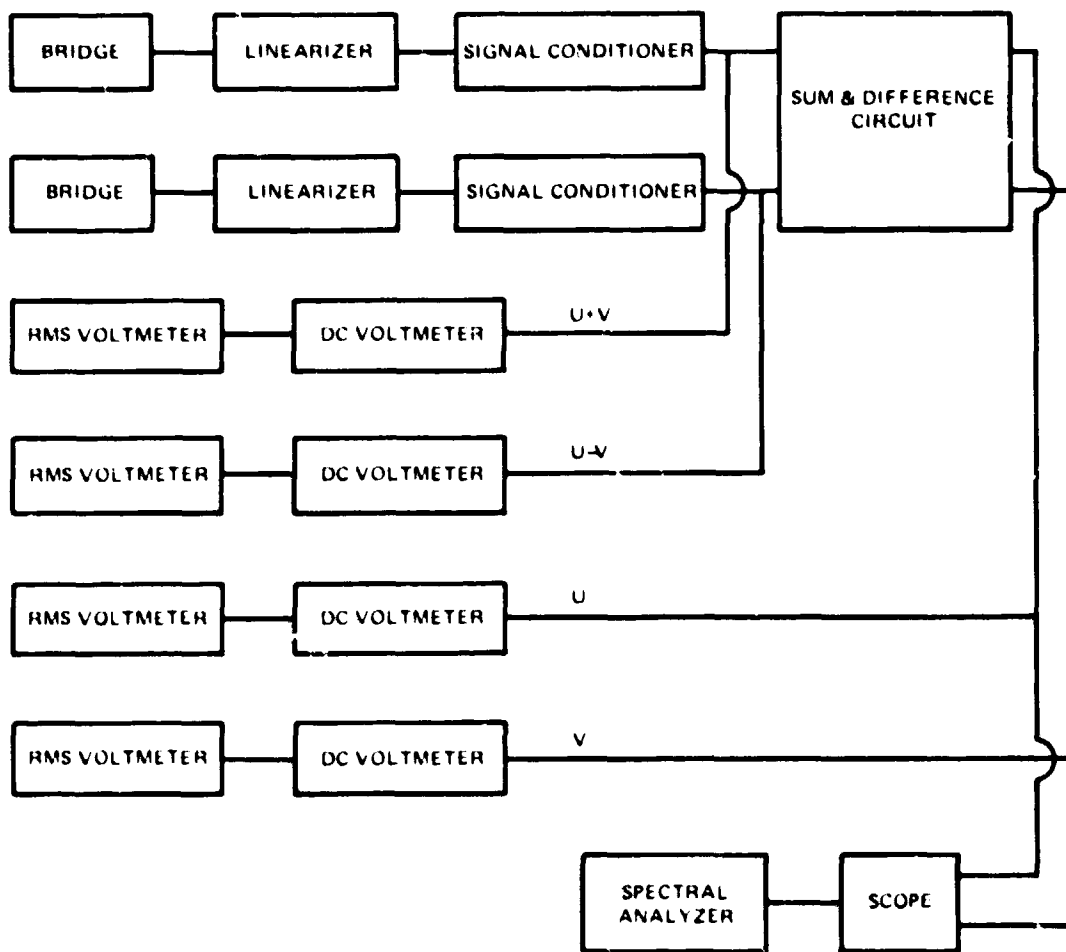 BRIDGE
LINEARIZER
SIGNAL CONDITIONER
SUM & DIFFERENCE
CIRCUIT
BRIDGE
LINEARIZER
SIGNAL CONDITIONER
RMS VOLTMETER
DC VOLTMETER
U+V
RMS VOLTMETER
DC VOLTMETER
U-V
RMS VOLTMETER
DC VOLTMETER
U
RMS VOLTMETER
DC VOLTMETER
V
SPECTRAL
ANALYZER
SCOPE